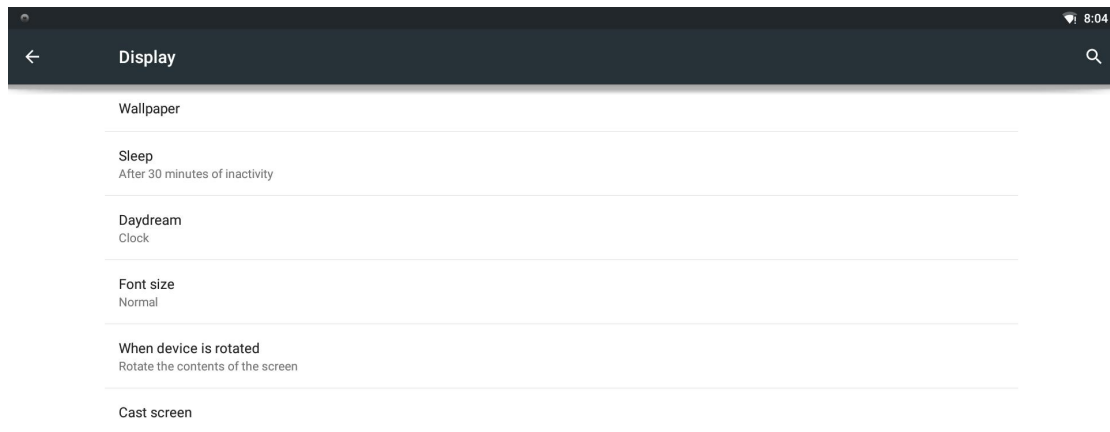 8:04
Display
Wallpaper
Sleep
After 30 minutes of inactivity
Daydream
Clock
Font size
Normal
When device is rotated
Rotate the contents of the screen
Cast screen